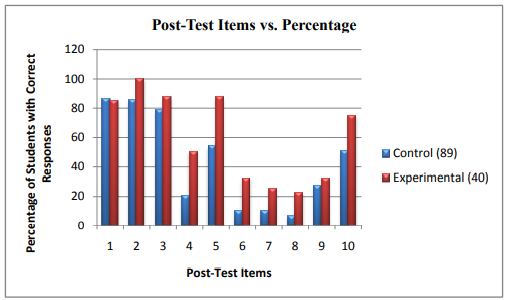 Post-Test Items vs. Percentage
Percentage of Students with Correct
Responses
120
100
80
60
40
20
0
1 2 3 4 5 6 7 8 9 10
Post-Test Items
Control (89)
Experimental (40)